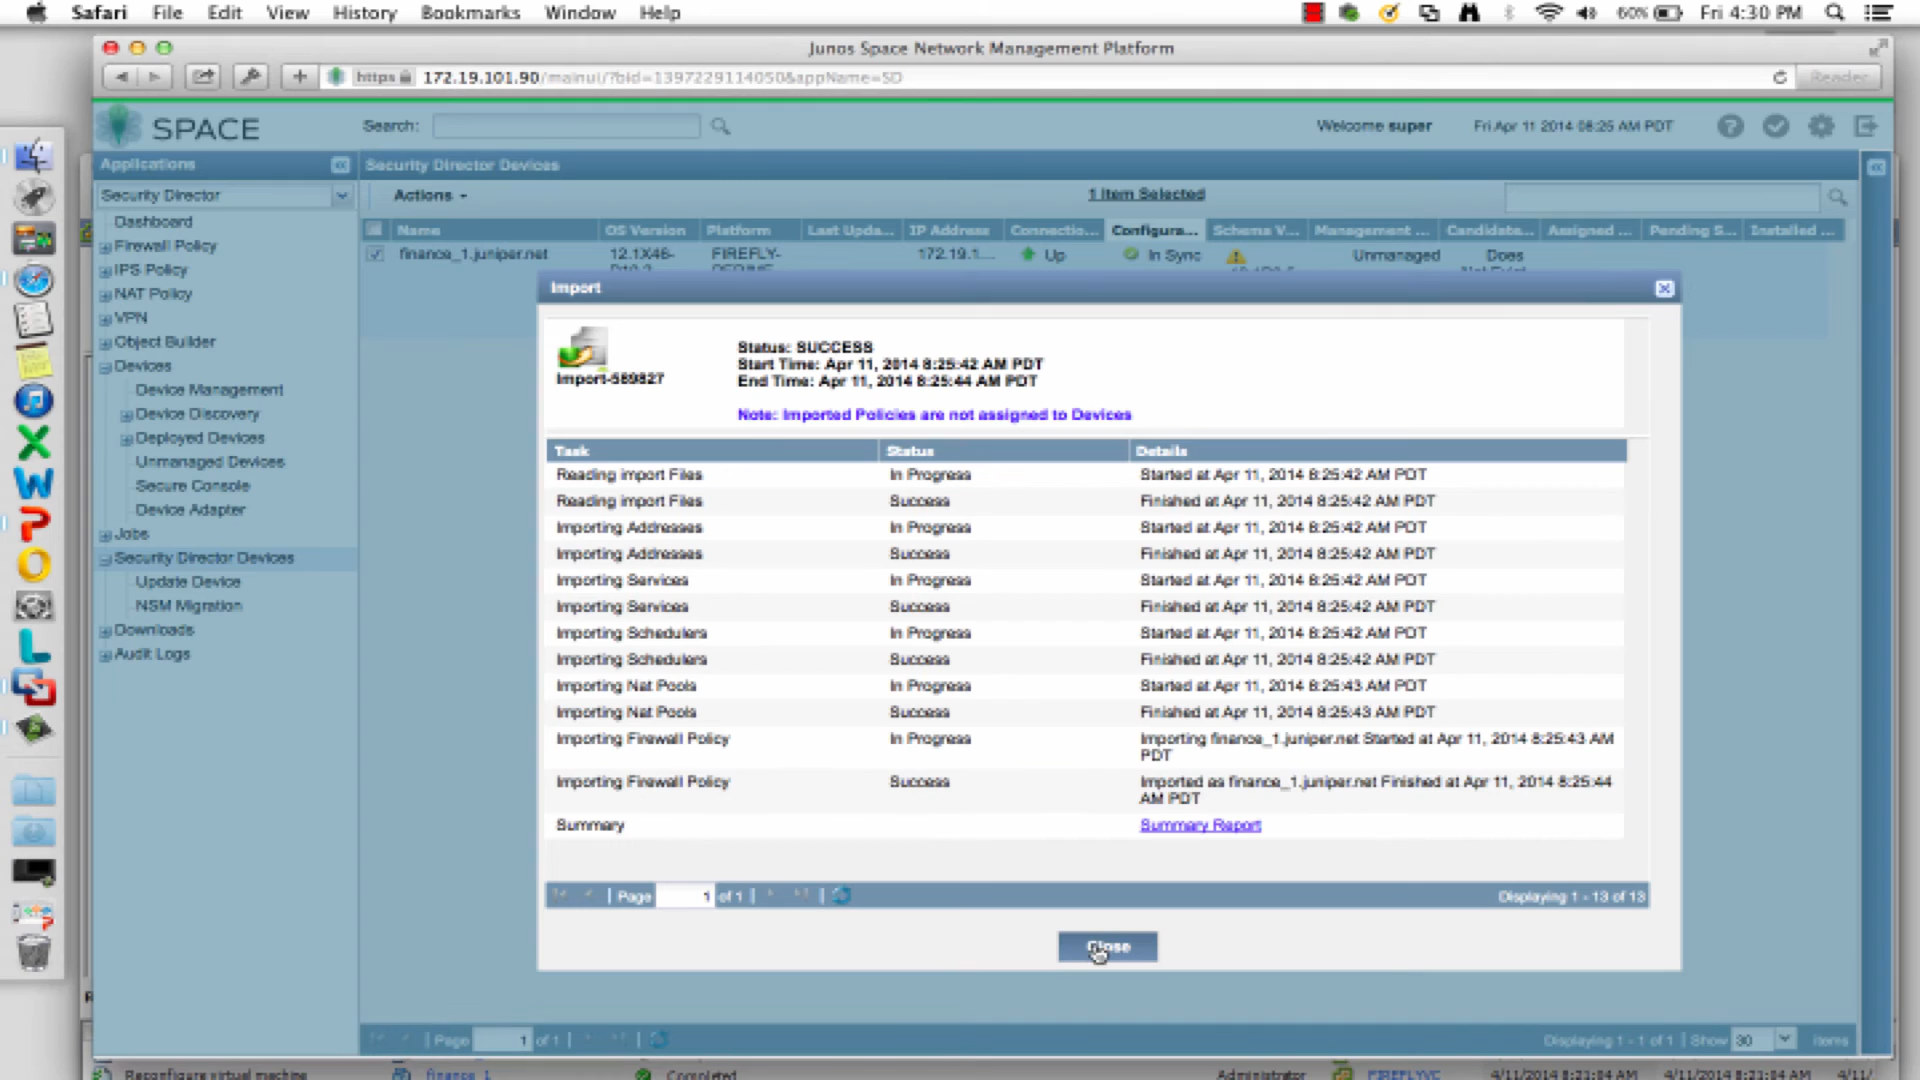 Safari File Edit View History Bookmarks Window Help 60% Fri 4:30 PM
Junos Space Network Management Platform
https 172.19.101.90/mainui/?bid=1397229114050&appName=SD Reader
SPACE Search: Welcome super Fri Apr 11 2014 08:25 AM PDT
Applications Security Director Devices
Security Director Actions 1 Item Selected
Dashboard
Name OS Version Platform Last Upda... IP Address Connectio... Configura... Schema V... Management ... Candidate... Assigned ... Pending S... Installed ...
Firewall Policy
finance_1.juniper.net 12.1X46- FIREFLY- 172.19.1.... Up In Sync Unmanaged Does
IPS Policy
NAT Policy
VPN
Object Builder
Devices
Device Management
Device Discovery
Deployed Devices
Unmanaged Devices
Secure Console
Device Adapter
Jobs
Security Director Devices
Update Device
NSM Migration
Downloads
Audit Logs
Import
Status: SUCCESS
Start Time: Apr 11, 2014 8:25:42 AM PDT
Import-589827
End Time: Apr 11, 2014 8:25:44 AM PDT
Note: Imported Policies are not assigned to Devices
Task Status Details
Reading import Files In Progress Started at Apr 11, 2014 8:25:42 AM PDT
Reading import Files Success Finished at Apr 11, 2014 8:25:42 AM PDT
Importing Addresses In Progress Started at Apr 11, 2014 8:25:42 AM PDT
Importing Addresses Success Finished at Apr 11, 2014 8:25:42 AM PDT
Importing Services In Progress Started at Apr 11, 2014 8:25:42 AM PDT
Importing Services Success Finished at Apr 11, 2014 8:25:42 AM PDT
Importing Schedulers In Progress Started at Apr 11, 2014 8:25:42 AM PDT
Importing Schedulers Success Finished at Apr 11, 2014 8:25:42 AM PDT
Importing Nat Pools In Progress Started at Apr 11, 2014 8:25:43 AM PDT
Importing Nat Pools Success Finished at Apr 11, 2014 8:25:43 AM PDT
Importing Firewall Policy In Progress Importing finance_1.juniper.net Started at Apr 11, 2014 8:25:43 AM
PDT
Importing Firewall Policy Success Imported as finance_1.juniper.net Finished at Apr 11, 2014 8:25:44
AM PDT
Summary Summary Report
Page 1 of 1 Displaying 1 - 13 of 13
Close
Page 1 of 1 Displaying 1 - 1 of 1 Show 30 items
Reconfigure virtual machine finance_1 Completed Administrator FIREFLYVC 4/11/2014 8:21:04 AM 4/11/2014 8:21:04 AM 4/11/